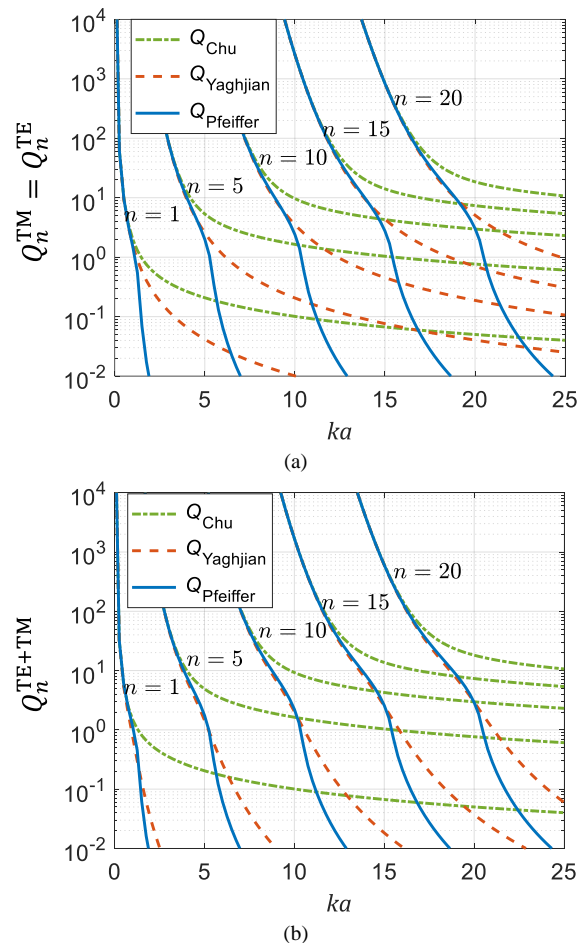 10^4
10^3
10^2
10^1
10^0
10^-1
10^-2
Q_n^TM = Q_n^TE
Q_Chu
Q_Yaghjian
Q_Pfeiffer
n = 20
n = 15
n = 10
n = 5
n = 1
0 5 10 15 20 25
ka
(a)
10^4
10^3
10^2
10^1
10^0
10^-1
10^-2
Q_n^TE+TM
Q_Chu
Q_Yaghjian
Q_Pfeiffer
n = 20
n = 15
n = 10
n = 5
n = 1
0 5 10 15 20 25
ka
(b)